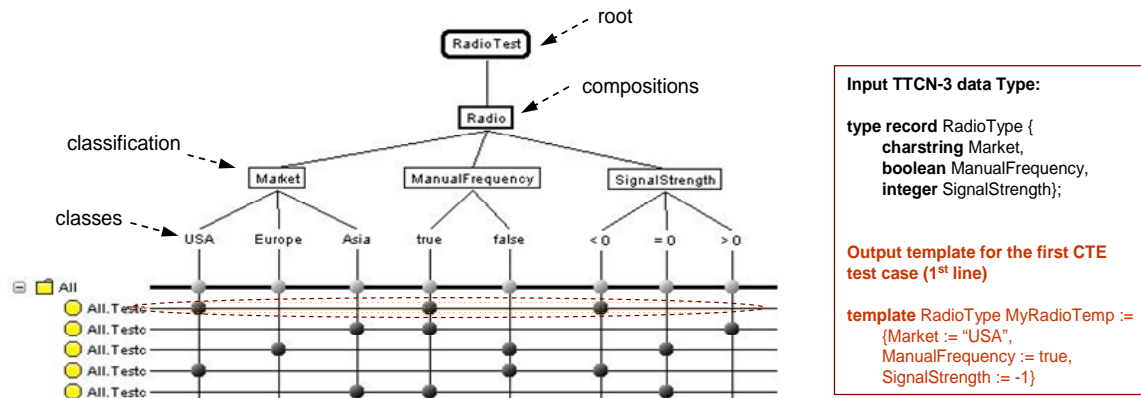 root
RadioTest
compositions
Radio
classification
Market
ManualFrequency
SignalStrength
classes
USA
Europe
Asia
true
false
< 0
= 0
> 0
All
All.Testc
All.Testc
All.Testc
All.Testc
All.Testc
Input TTCN-3 data Type:
type record RadioType {
charstring Market,
boolean ManualFrequency,
integer SignalStrength};
Output template for the first CTE
test case (1st line)
template RadioType MyRadioTemp :=
{Market := “USA”,
ManualFrequency := true,
SignalStrength := -1}